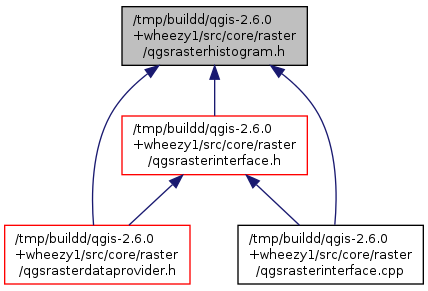 /tmp/buildd/qgis-2.6.0
+wheezy1/src/core/raster
/qgsrasterhistogram.h
/tmp/buildd/qgis-2.6.0
+wheezy1/src/core/raster
/qgsrasterinterface.h
/tmp/buildd/qgis-2.6.0
+wheezy1/src/core/raster
/qgsrasterdataprovider.h
/tmp/buildd/qgis-2.6.0
+wheezy1/src/core/raster
/qgsrasterinterface.cpp